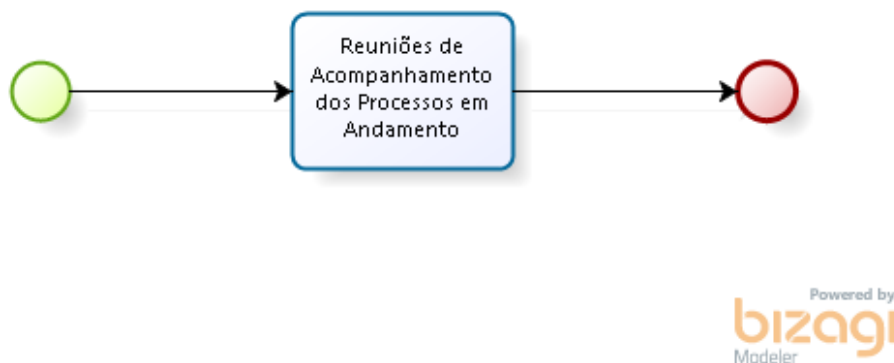 Reuniões de
Acompanhamento
dos Processos em
Andamento
Powered by
bizagi
Modeler